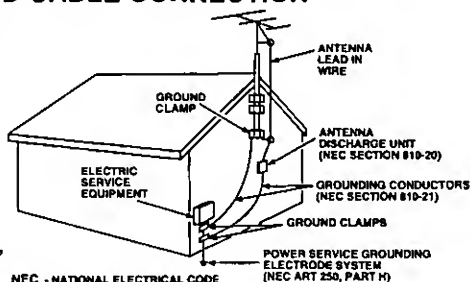 D CABLE CONNECTION
ANTENNA
LEAD IN
WIRE
GROUND
CLAMP
ANTENNA
DISCHARGE UNIT
(NEC SECTION 810-20)
ELECTRIC
SERVICE
EQUIPMENT
GROUNDING CONDUCTORS
(NEC SECTION 810-21)
GROUND CLAMPS
POWER SERVICE GROUNDING
ELECTRODE SYSTEM
(NEC ART 250, PART H)
NEC - NATIONAL ELECTRICAL CODE